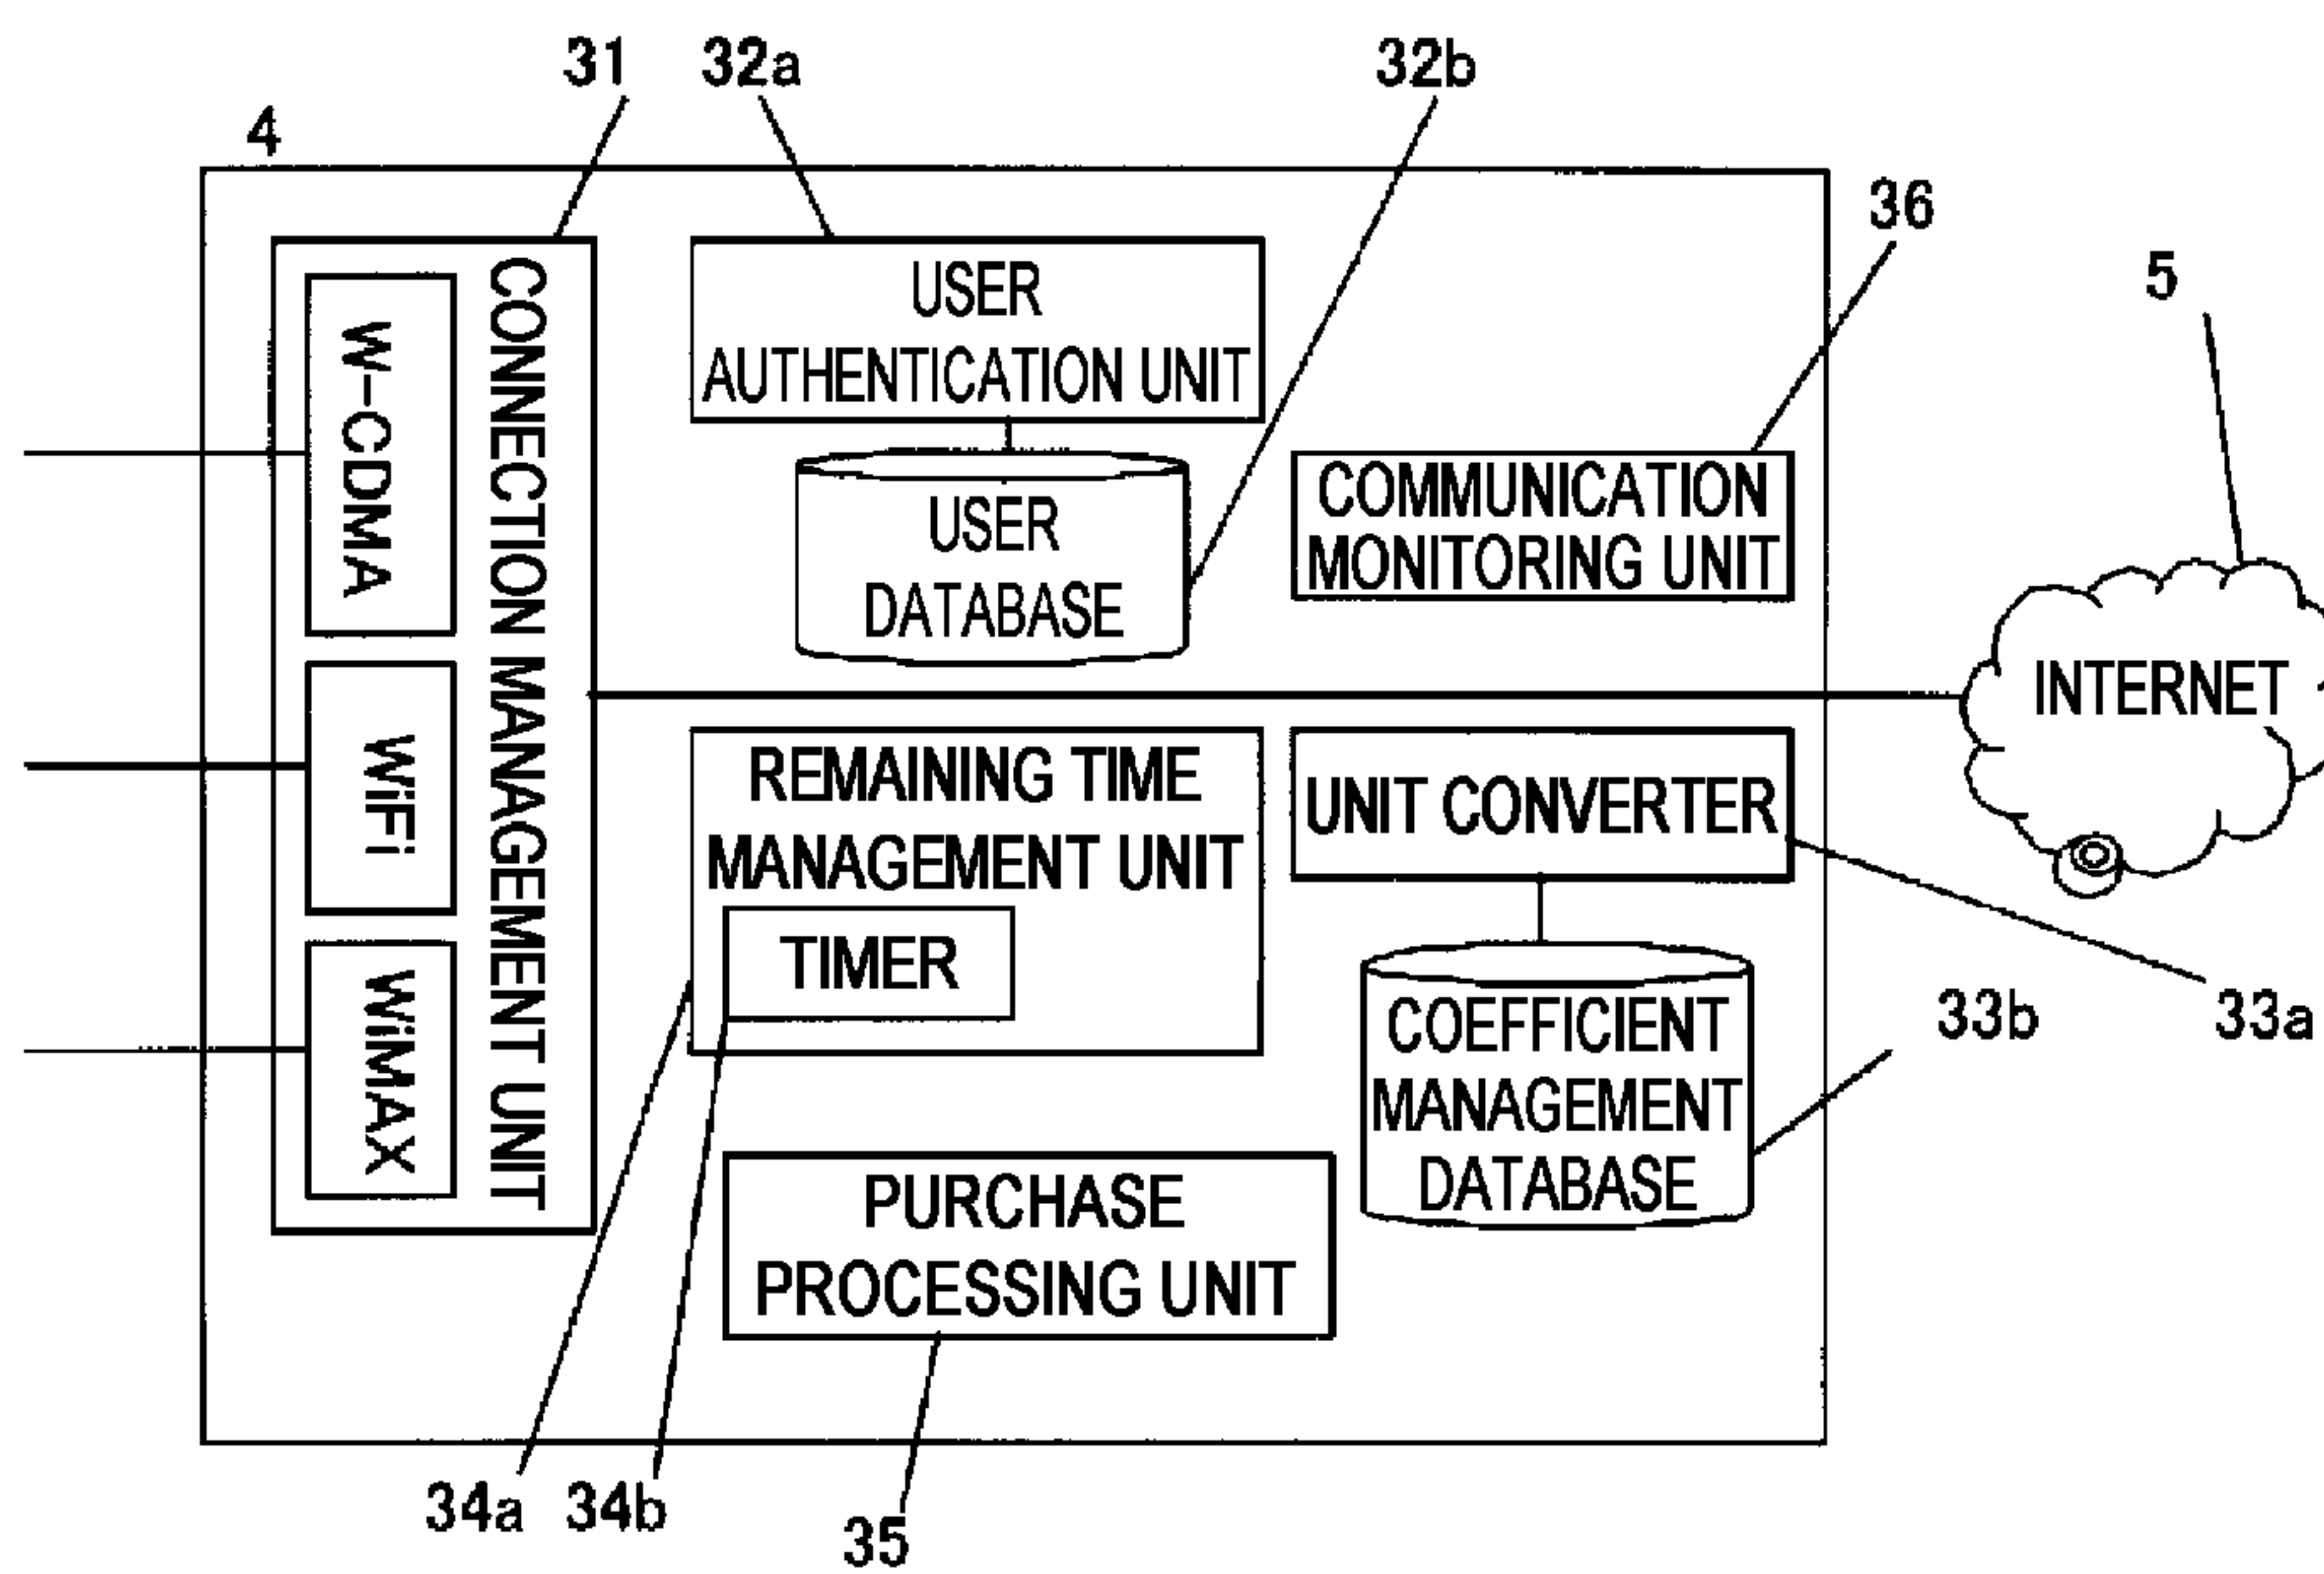 31
32a
32b
4
36
5
CONNECTION MANAGEMENT UNIT
W-CDMA
WiFi
WiMAX
USER
AUTHENTICATION UNIT
USER
DATABASE
COMMUNICATION
MONITORING UNIT
INTERNET
REMAINING TIME
MANAGEMENT UNIT
TIMER
UNIT CONVERTER
COEFFICIENT
MANAGEMENT
DATABASE
33b
33a
PURCHASE
PROCESSING UNIT
34a
34b
35